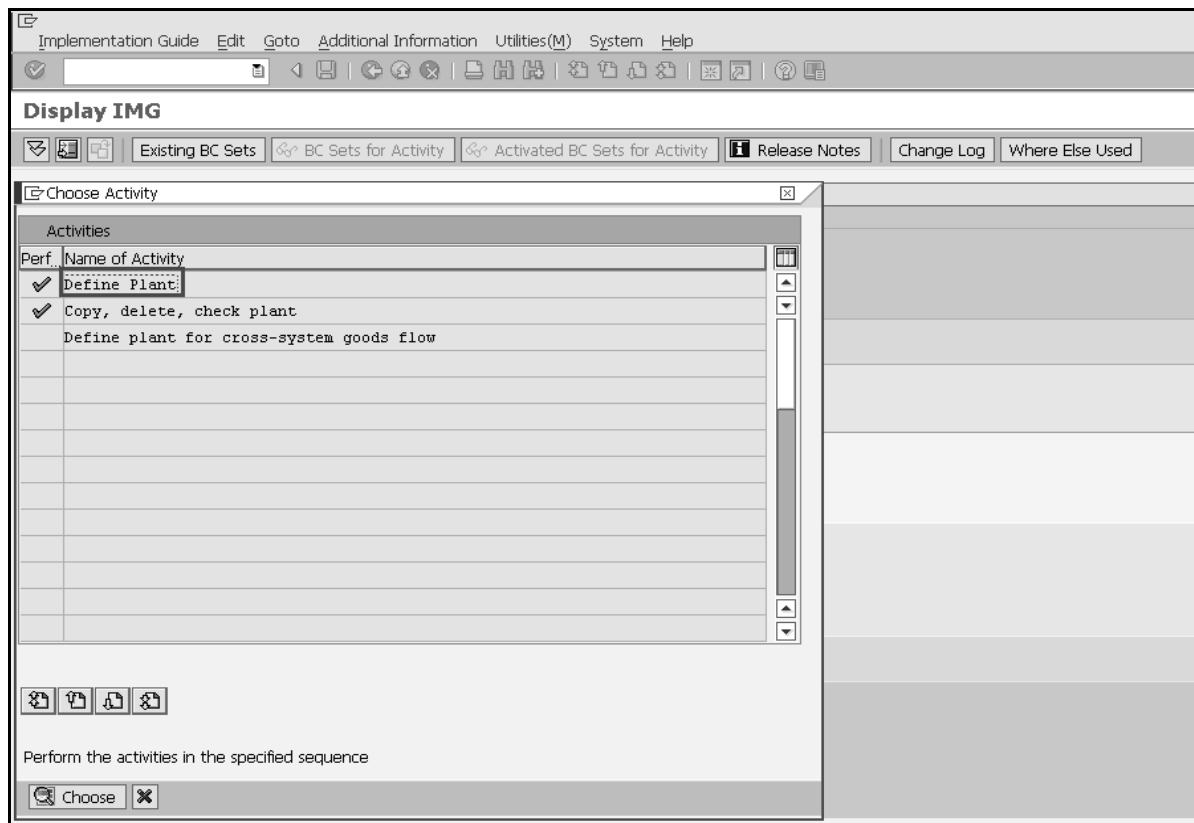 Implementation Guide Edit Goto Additional Information Utilities(M) System Help
Display IMG
Existing BC Sets BC Sets for Activity Activated BC Sets for Activity Release Notes Change Log Where Else Used
Choose Activity
Activities
Perf.. Name of Activity
Define Plant
Copy, delete, check plant
Define plant for cross-system goods flow
Perform the activities in the specified sequence
Choose